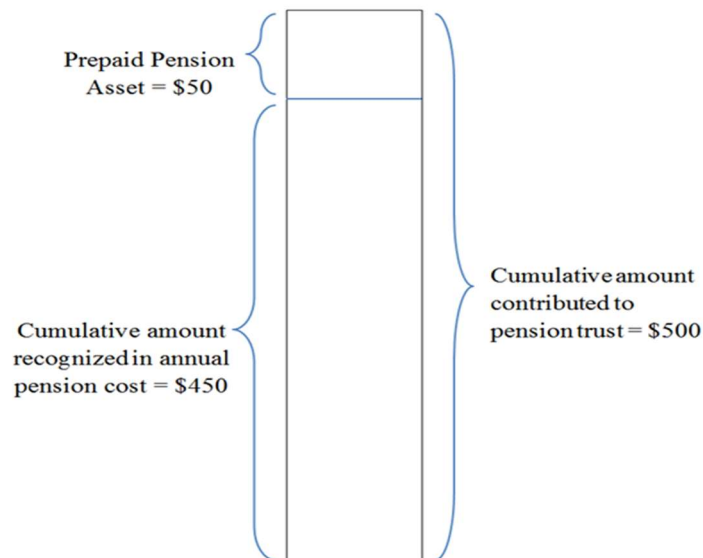 Prepaid Pension
Asset = $50
Cumulative amount
recognized in annual
pension cost = $450
Cumulative amount
contributed to
pension trust = $500